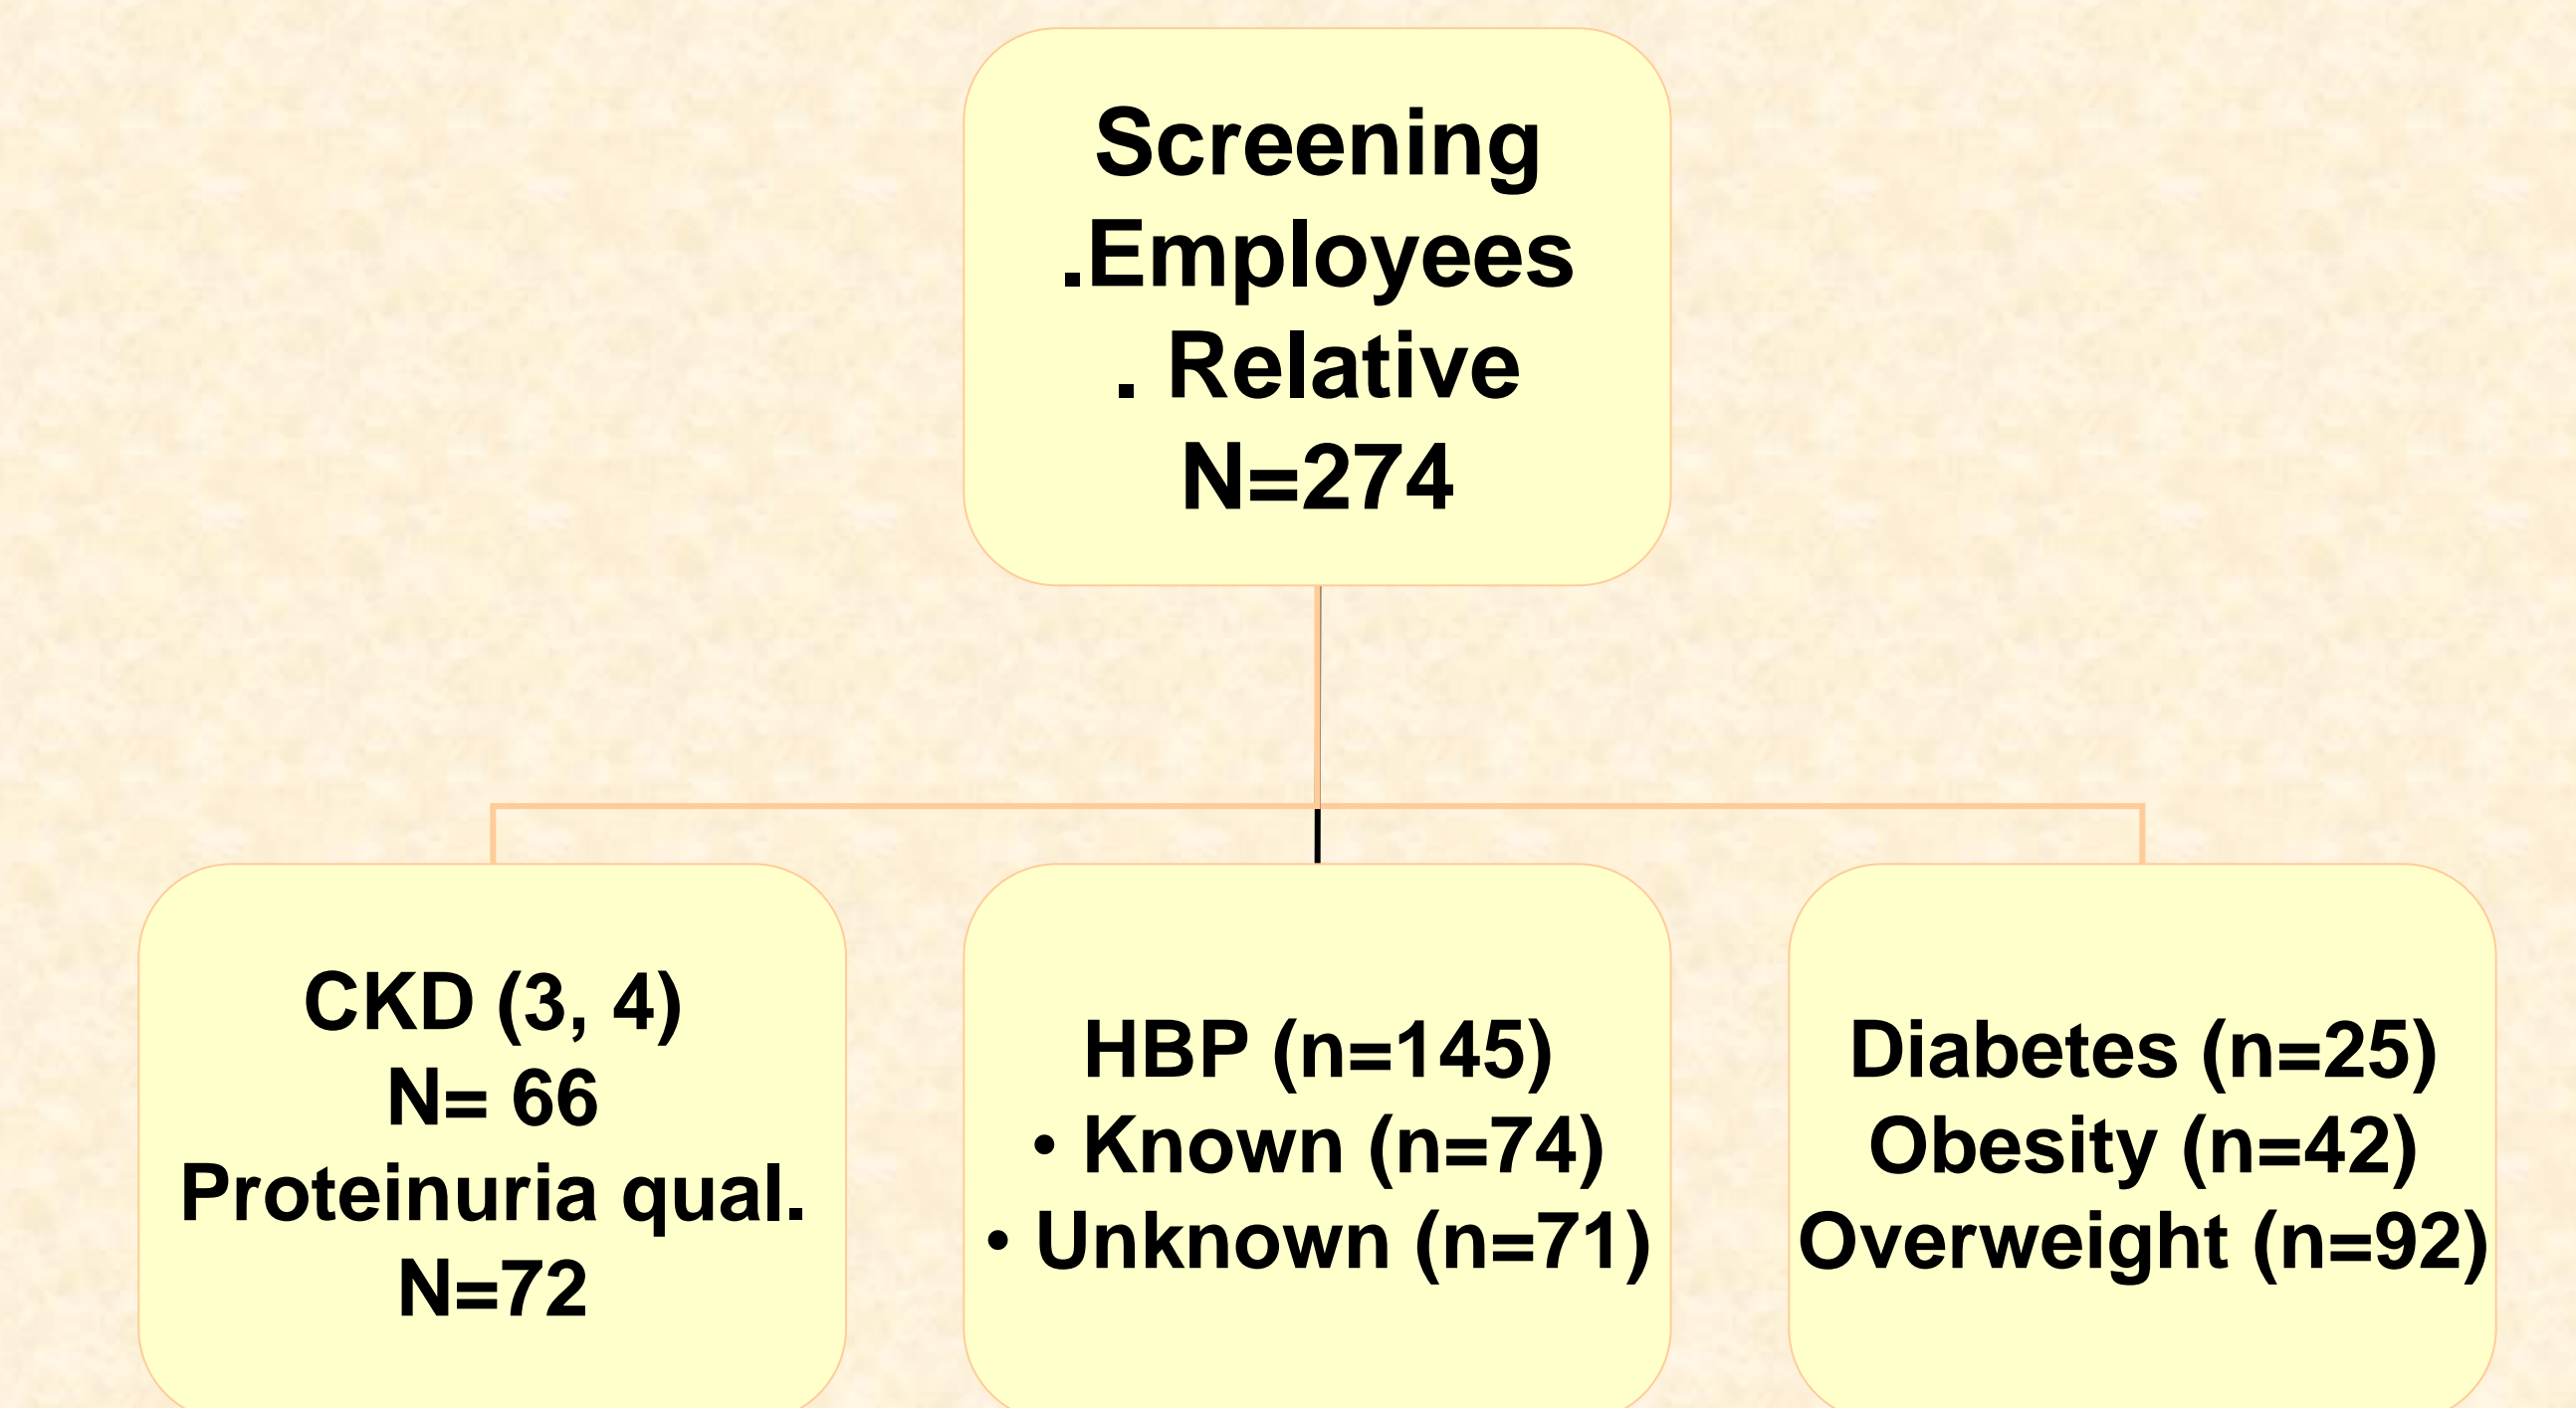 Screening
.Employees
. Relative
N=274
CKD (3, 4)
N= 66
Proteinuria qual.
N=72
HBP (n=145)
• Known (n=74)
• Unknown (n=71)
Diabetes (n=25)
Obesity (n=42)
Overweight (n=92)